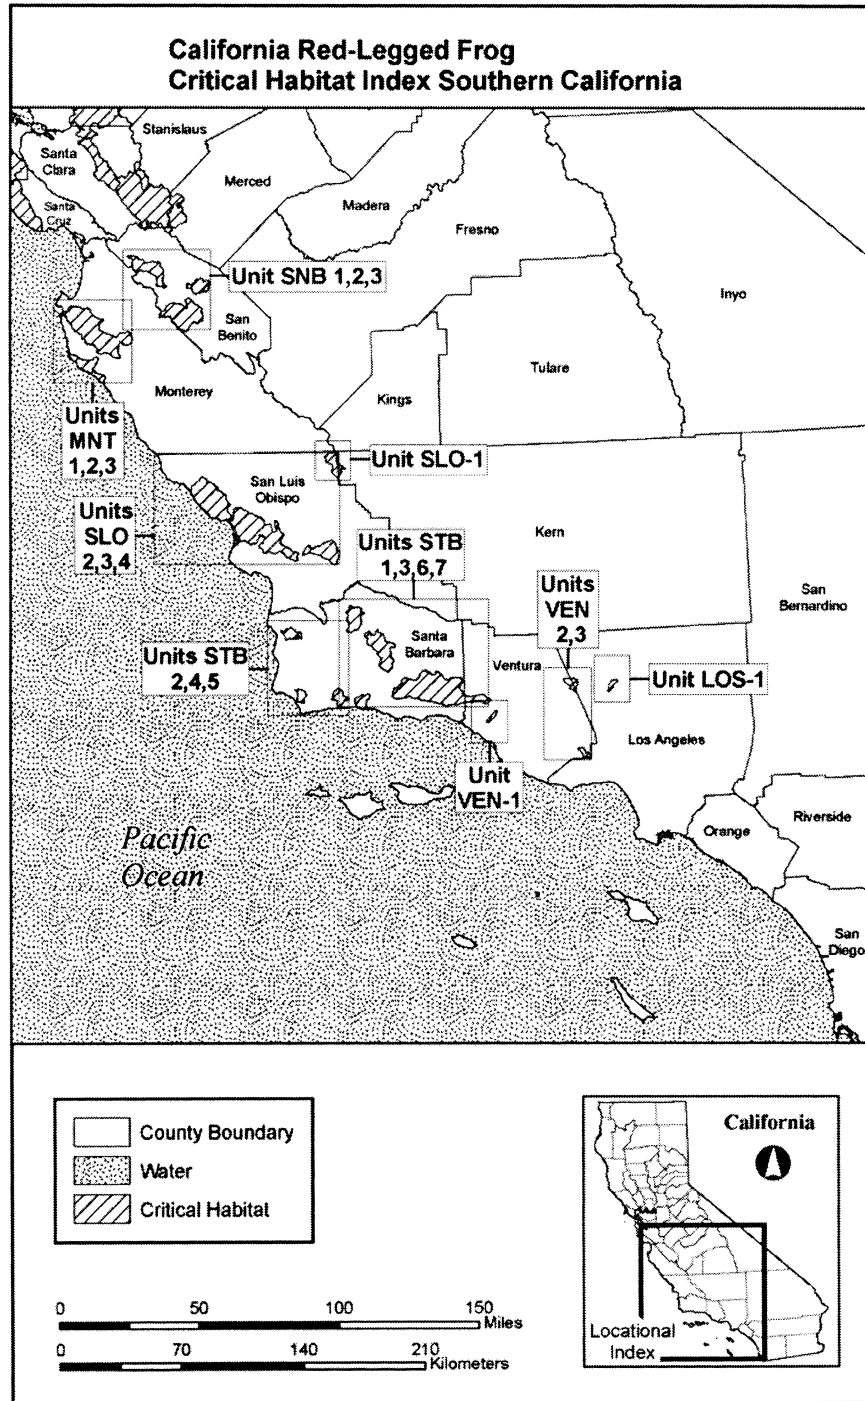 California Red-Legged Frog
Critical Habitat Index Southern California
Stanislaus
Santa
Clara
Merced
Santa
Cruz
Madera
Fresno
Unit SNB 1,2,3
Inyo
San
Benito
Tulare
Monterey
Kings
Units
MNT
1,2,3
Unit SLO-1
San Luis
Obispo
Units
SLO
2,3,4
Kern
Units STB
1,3,6,7
Units
VEN
2,3
San
Bernardino
Santa
Barbara
Units STB
2,4,5
Ventura
Unit LOS-1
Los Angeles
Unit
VEN-1
Riverside
Orange
Pacific
Ocean
San
Diego
County Boundary
Water
Critical Habitat
California
0 50 100 150
Miles
0 70 140 210
Kilometers
Locational
Index